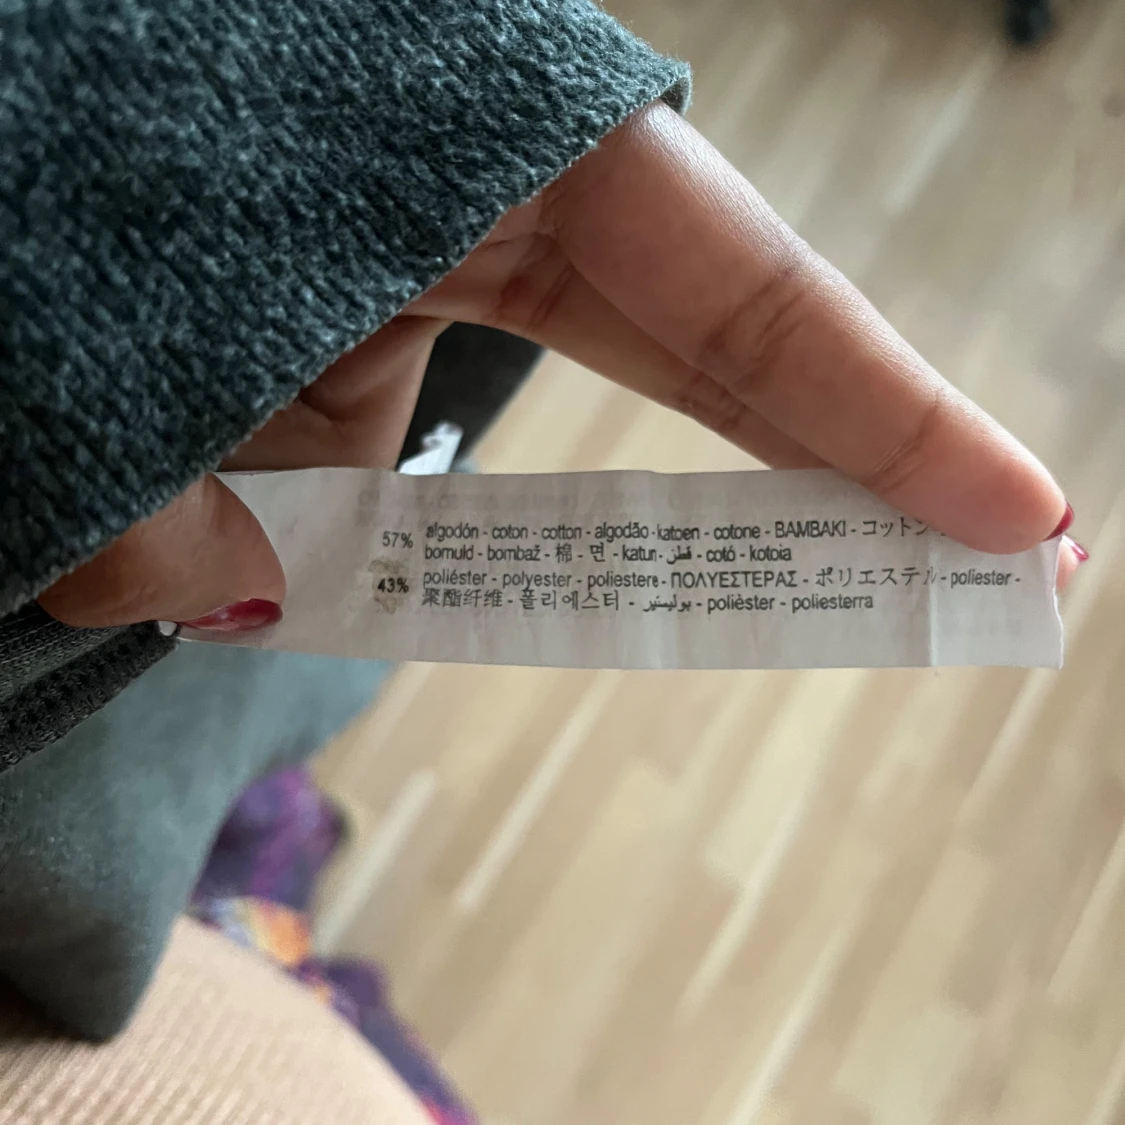 57% algodón - coton - cotton - algodão - katoen - cotone - BAMBAKI - コットン
bomuld - bombaž - 棉 - 면 - katun - قطن - cotó - kotoia
43% poliéster - polyester - poliestere - ΠΟΛΥΕΣΤΕΡΑΣ - ポリエステル - poliester -
聚酯纤维 - 폴리에스터 - بوليستير - polièster - poliesterra